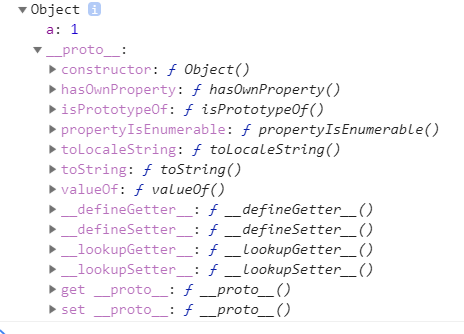 Object i
a: 1
__proto__:
constructor: ƒ Object()
hasOwnProperty: ƒ hasOwnProperty()
isPrototypeOf: ƒ isPrototypeOf()
propertyIsEnumerable: ƒ propertyIsEnumerable()
toLocaleString: ƒ toLocaleString()
toString: ƒ toString()
valueOf: ƒ valueOf()
__defineGetter__: ƒ __defineGetter__()
__defineSetter__: ƒ __defineSetter__()
__lookupGetter__: ƒ __lookupGetter__()
__lookupSetter__: ƒ __lookupSetter__()
get __proto__: ƒ __proto__()
set __proto__: ƒ __proto__()